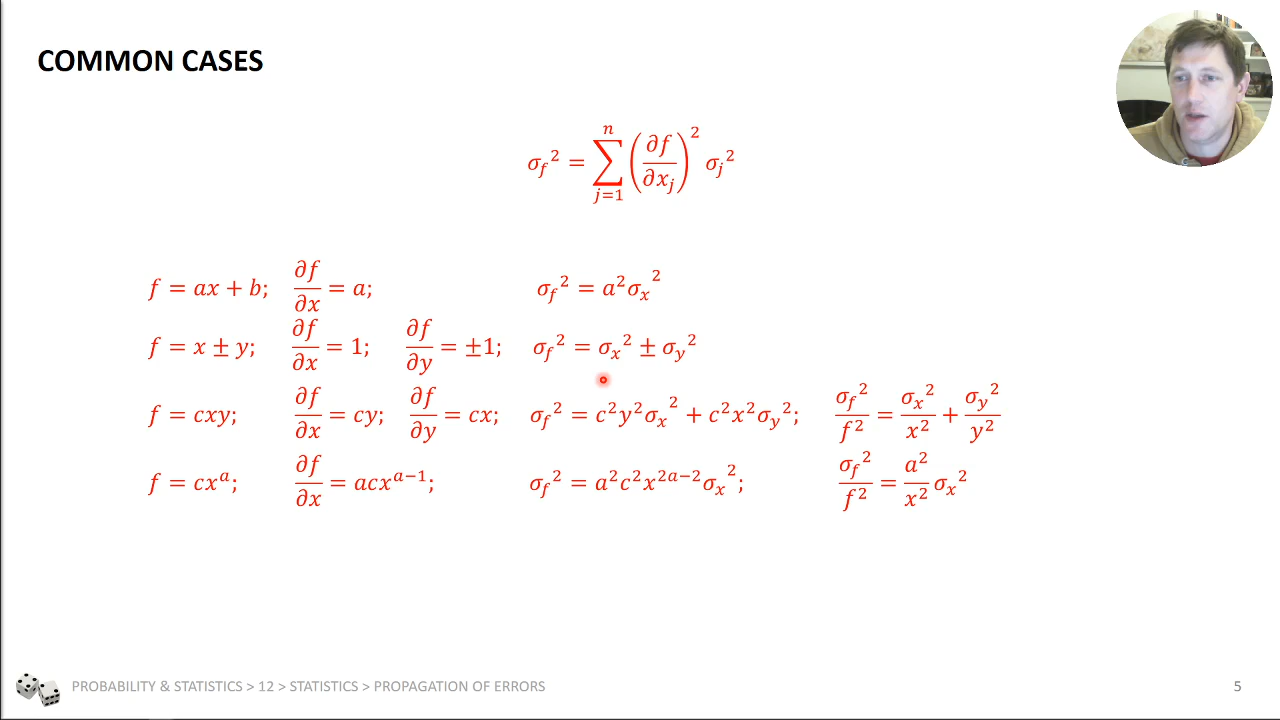 COMMON CASES
σ_f² = ∑_{j=1}^{n} (∂f/∂x_j)² σ_j²
f = ax + b; ∂f/∂x = a; σ_f² = a²σ_x²
f = x ± y; ∂f/∂x = 1; ∂f/∂y = ±1; σ_f² = σ_x² ± σ_y²
f = cxy; ∂f/∂x = cy; ∂f/∂y = cx; σ_f² = c²y²σ_x² + c²x²σ_y²; σ_f²/f² = σ_x²/x² + σ_y²/y²
f = cx^a; ∂f/∂x = acx^{a−1}; σ_f² = a²c²x^{2a−2}σ_x²; σ_f²/f² = a²/x² σ_x²
PROBABILITY & STATISTICS > 12 > STATISTICS > PROPAGATION OF ERRORS 5